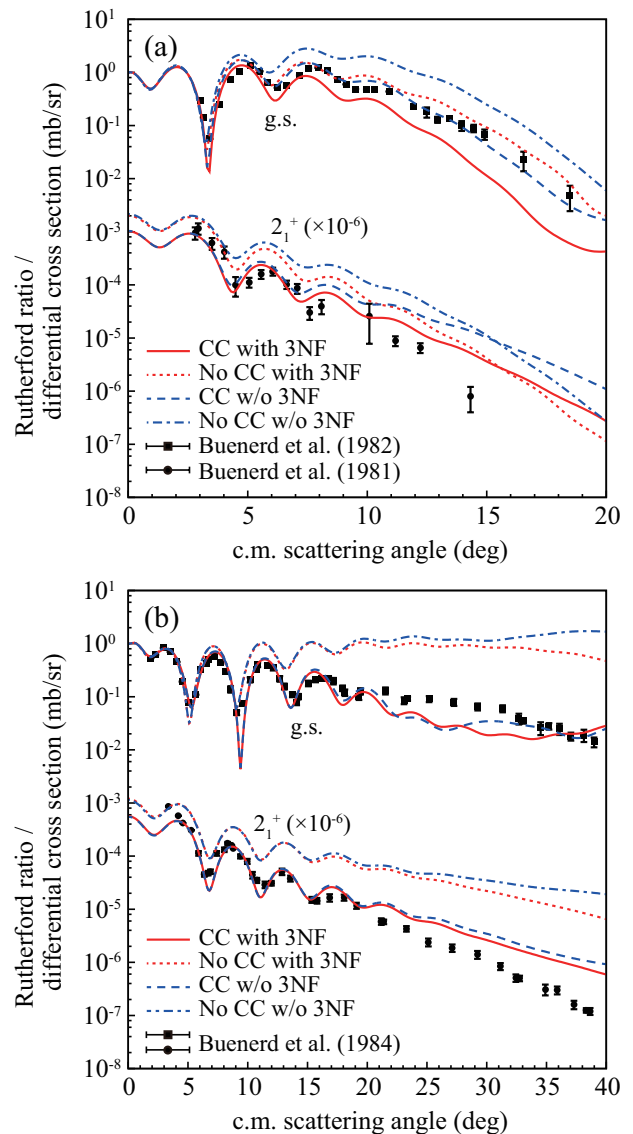 (a)
Rutherford ratio /
differential cross section (mb/sr)
10¹
10⁰
10⁻¹
10⁻²
10⁻³
10⁻⁴
10⁻⁵
10⁻⁶
10⁻⁷
10⁻⁸
g.s.
2₁⁺ (×10⁻⁶)
CC with 3NF
No CC with 3NF
CC w/o 3NF
No CC w/o 3NF
Buenerd et al. (1982)
Buenerd et al. (1981)
0 5 10 15 20
c.m. scattering angle (deg)
(b)
Rutherford ratio /
differential cross section (mb/sr)
10¹
10⁰
10⁻¹
10⁻²
10⁻³
10⁻⁴
10⁻⁵
10⁻⁶
10⁻⁷
10⁻⁸
g.s.
2₁⁺ (×10⁻⁶)
CC with 3NF
No CC with 3NF
CC w/o 3NF
No CC w/o 3NF
Buenerd et al. (1984)
0 5 10 15 20 25 30 35 40
c.m. scattering angle (deg)